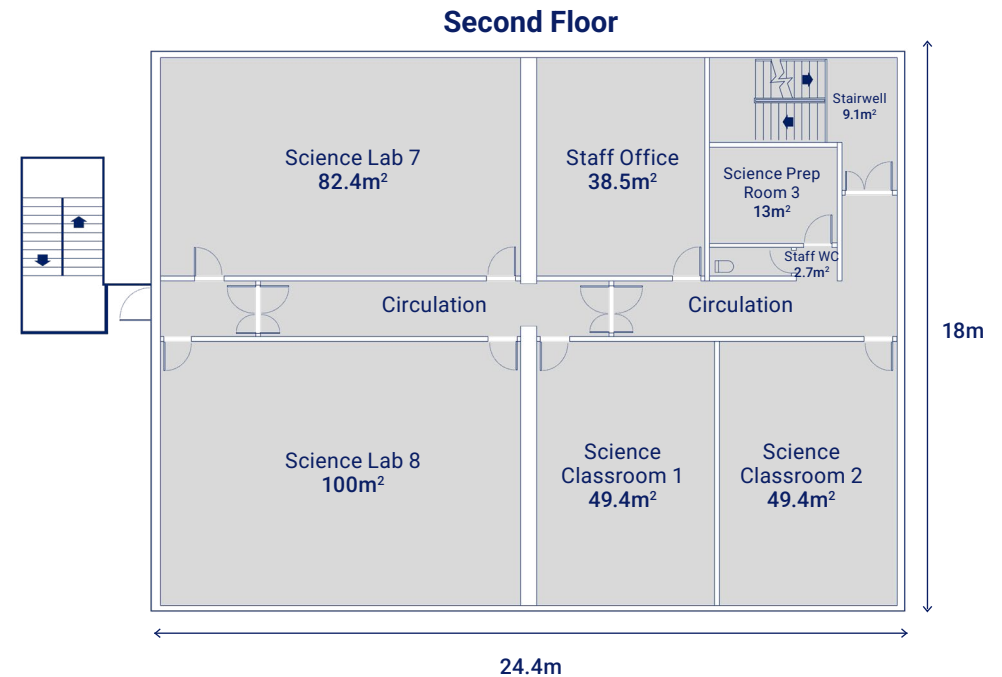 Second Floor
Science Lab 7
82.4m²
Staff Office
38.5m²
Stairwell
9.1m²
Science Prep
Room 3
13m²
Staff WC
2.7m²
Circulation
Circulation
18m
Science Lab 8
100m²
Science
Classroom 1
49.4m²
Science
Classroom 2
49.4m²
24.4m